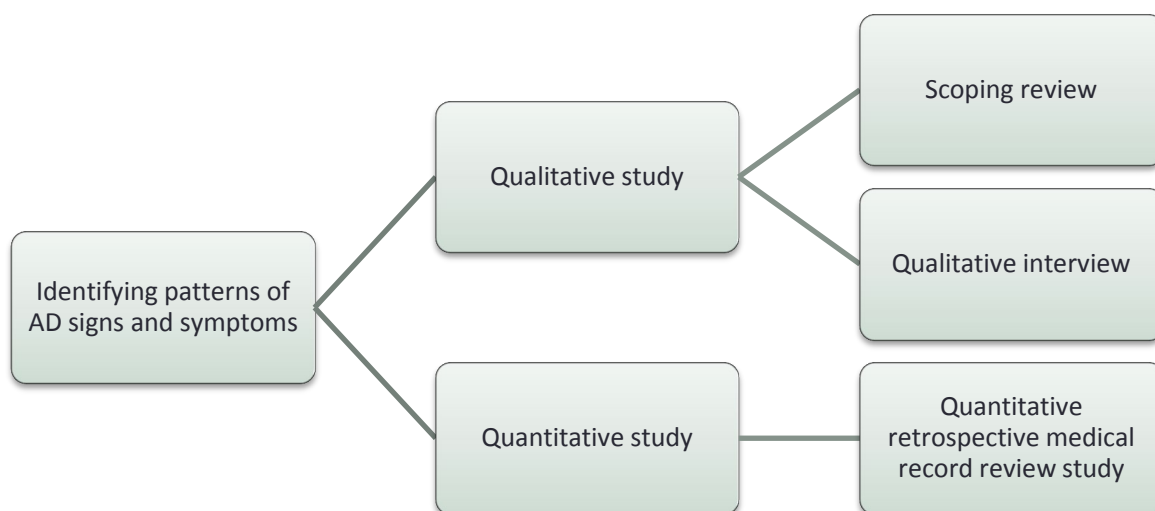 Scoping review
Qualitative study
Qualitative interview
Identifying patterns of
AD signs and symptoms
Quantitative study
Quantitative
retrospective medical
record review study